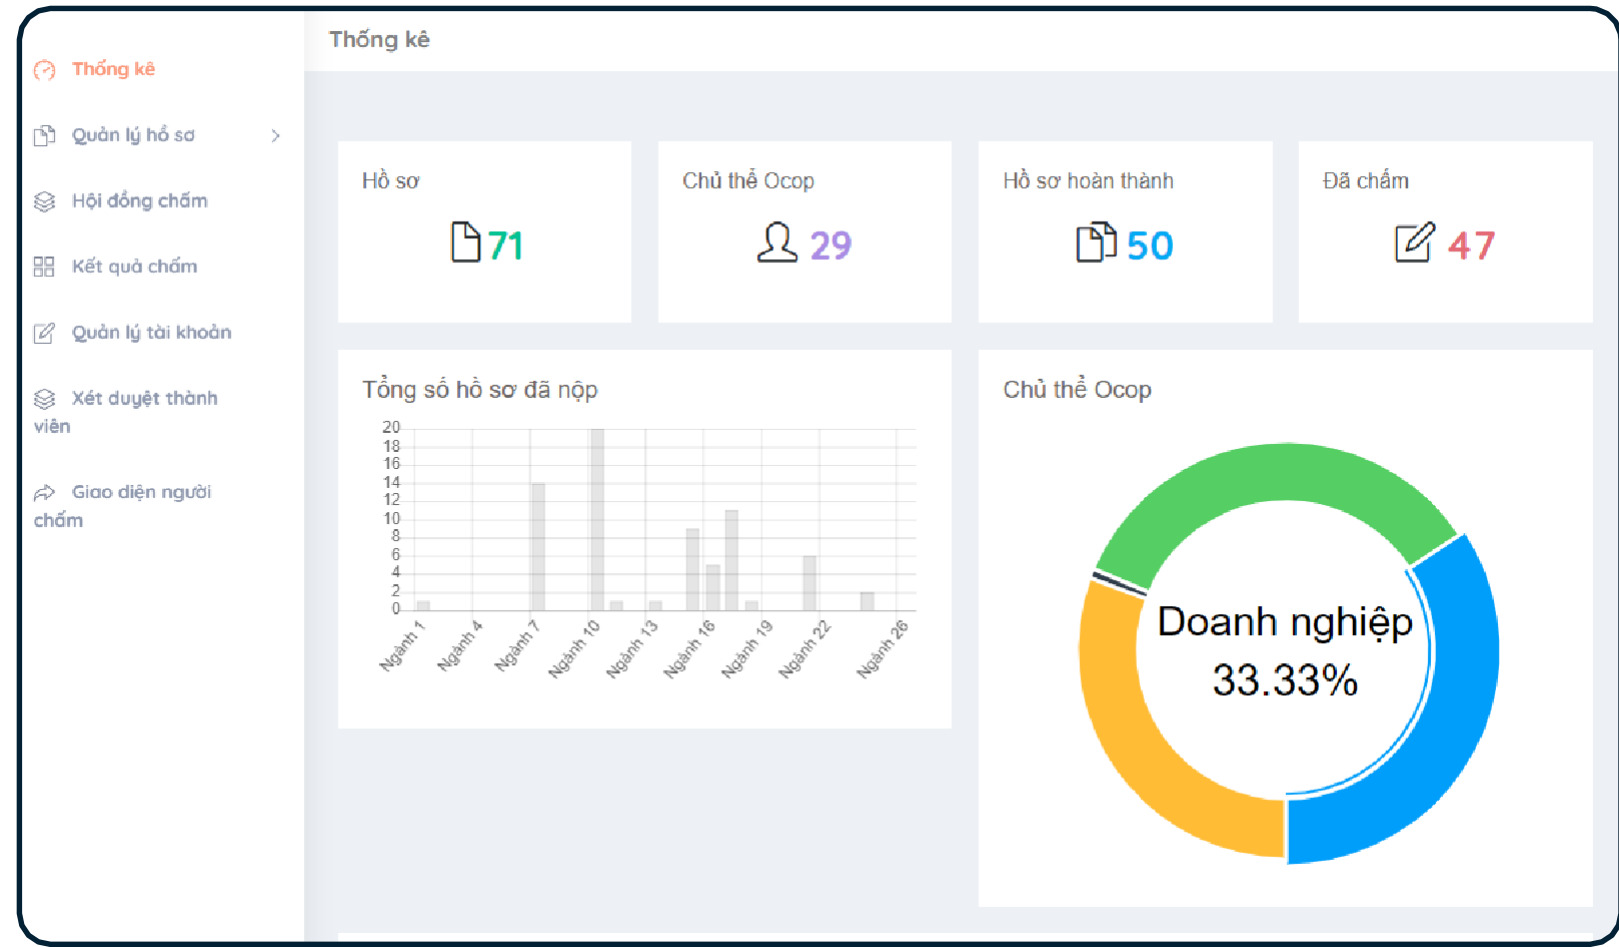 Thống kê
Thống kê
Quản lý hồ sơ
Hội đồng chấm
Kết quả chấm
Quản lý tài khoản
Xét duyệt thành
viên
Giao diện người
chấm
Hồ sơ
71
Chủ thể Ocop
29
Hồ sơ hoàn thành
50
Đã chấm
47
Tổng số hồ sơ đã nộp
20
18
16
14
12
10
8
6
4
2
0
Ngành 1
Ngành 4
Ngành 7
Ngành 10
Ngành 13
Ngành 16
Ngành 19
Ngành 22
Ngành 26
Chủ thể Ocop
Doanh nghiệp
33.33%